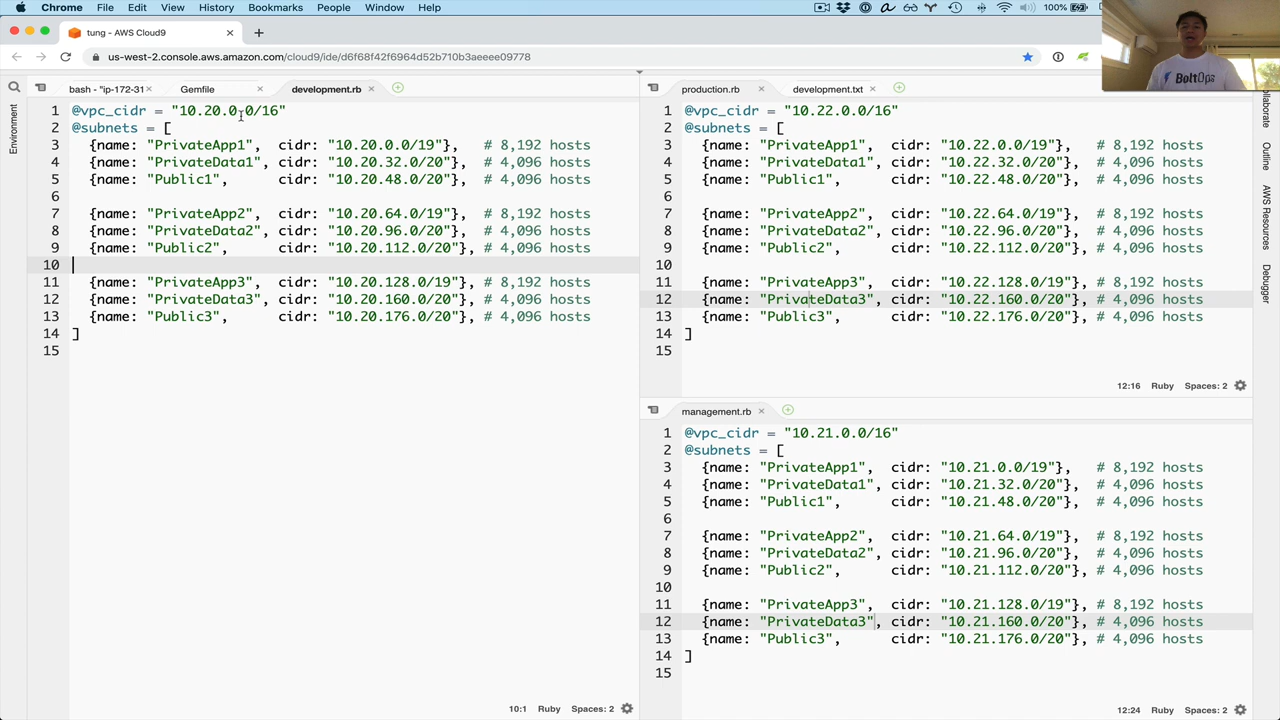 Chrome File Edit View History Bookmarks People Window Help 100%
tung - AWS Cloud9
us-west-2.console.aws.amazon.com/cloud9/ide/d6f68f42f6964d52b710b3aeeee09778
BoltOps
Environment
bash - "ip-172-31
Gemfile
development.rb
1 @vpc_cidr = "10.20.0.0/16"
2 @subnets = [
3 {name: "PrivateApp1", cidr: "10.20.0.0/19"}, # 8,192 hosts
4 {name: "PrivateData1", cidr: "10.20.32.0/20"}, # 4,096 hosts
5 {name: "Public1", cidr: "10.20.48.0/20"}, # 4,096 hosts
6
7 {name: "PrivateApp2", cidr: "10.20.64.0/19"}, # 8,192 hosts
8 {name: "PrivateData2", cidr: "10.20.96.0/20"}, # 4,096 hosts
9 {name: "Public2", cidr: "10.20.112.0/20"}, # 4,096 hosts
10
11 {name: "PrivateApp3", cidr: "10.20.128.0/19"}, # 8,192 hosts
12 {name: "PrivateData3", cidr: "10.20.160.0/20"}, # 4,096 hosts
13 {name: "Public3", cidr: "10.20.176.0/20"}, # 4,096 hosts
14 ]
15
10:1 Ruby Spaces: 2
production.rb
development.txt
1 @vpc_cidr = "10.22.0.0/16"
2 @subnets = [
3 {name: "PrivateApp1", cidr: "10.22.0.0/19"}, # 8,192 hosts
4 {name: "PrivateData1", cidr: "10.22.32.0/20"}, # 4,096 hosts
5 {name: "Public1", cidr: "10.22.48.0/20"}, # 4,096 hosts
6
7 {name: "PrivateApp2", cidr: "10.22.64.0/19"}, # 8,192 hosts
8 {name: "PrivateData2", cidr: "10.22.96.0/20"}, # 4,096 hosts
9 {name: "Public2", cidr: "10.22.112.0/20"}, # 4,096 hosts
10
11 {name: "PrivateApp3", cidr: "10.22.128.0/19"}, # 8,192 hosts
12 {name: "PrivateData3", cidr: "10.22.160.0/20"}, # 4,096 hosts
13 {name: "Public3", cidr: "10.22.176.0/20"}, # 4,096 hosts
14 ]
15
12:16 Ruby Spaces: 2
management.rb
1 @vpc_cidr = "10.21.0.0/16"
2 @subnets = [
3 {name: "PrivateApp1", cidr: "10.21.0.0/19"}, # 8,192 hosts
4 {name: "PrivateData1", cidr: "10.21.32.0/20"}, # 4,096 hosts
5 {name: "Public1", cidr: "10.21.48.0/20"}, # 4,096 hosts
6
7 {name: "PrivateApp2", cidr: "10.21.64.0/19"}, # 8,192 hosts
8 {name: "PrivateData2", cidr: "10.21.96.0/20"}, # 4,096 hosts
9 {name: "Public2", cidr: "10.21.112.0/20"}, # 4,096 hosts
10
11 {name: "PrivateApp3", cidr: "10.21.128.0/19"}, # 8,192 hosts
12 {name: "PrivateData3", cidr: "10.21.160.0/20"}, # 4,096 hosts
13 {name: "Public3", cidr: "10.21.176.0/20"}, # 4,096 hosts
14 ]
15
12:24 Ruby Spaces: 2
Outline
AWS Resources
Debugger